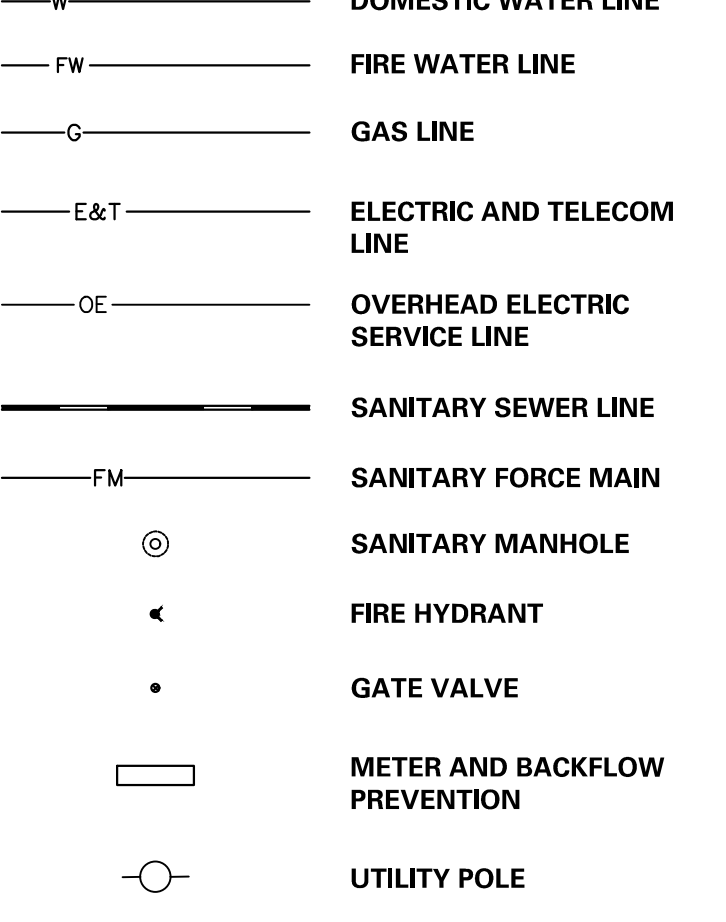 W DOMESTIC WATER LINE
FW FIRE WATER LINE
G GAS LINE
E&T ELECTRIC AND TELECOM
LINE
OE OVERHEAD ELECTRIC
SERVICE LINE
SANITARY SEWER LINE
FM SANITARY FORCE MAIN
SANITARY MANHOLE
FIRE HYDRANT
GATE VALVE
METER AND BACKFLOW
PREVENTION
UTILITY POLE